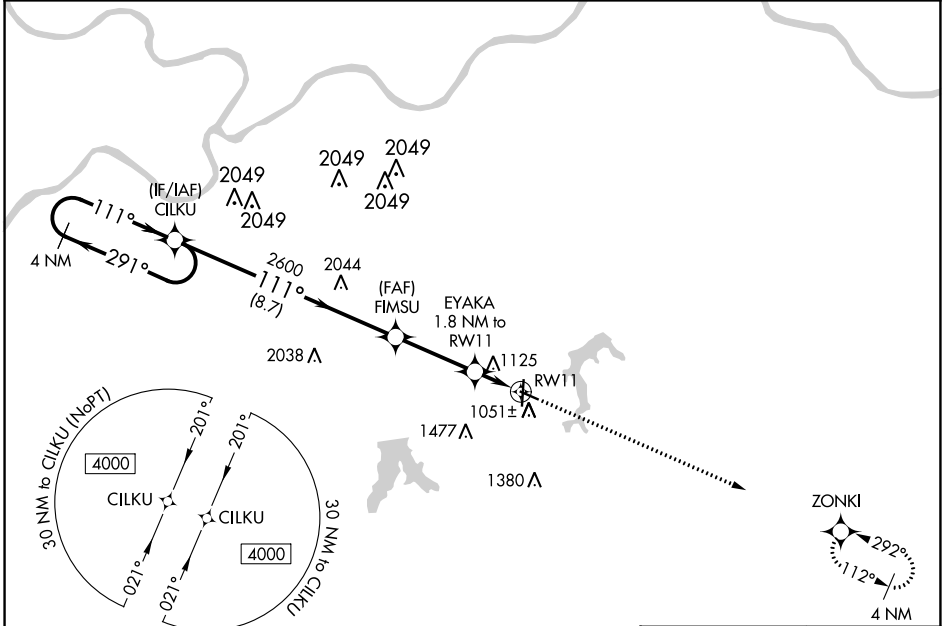 2049
2049
2049
2049
2049
(IF/IAF)
CILKU
111°
4 NM
291°
2600
111°
(8.7)
2044
(FAF)
FIMSU
EYAKA
1.8 NM to
RW11
2038
1125
RW11
1051±
1477
1380
30 NM to CILKU (NoPT)
201°
201°
4000
CILKU
CILKU
4000
021°
021°
30 NM to CILKU
ZONKI
292°
112°
4 NM